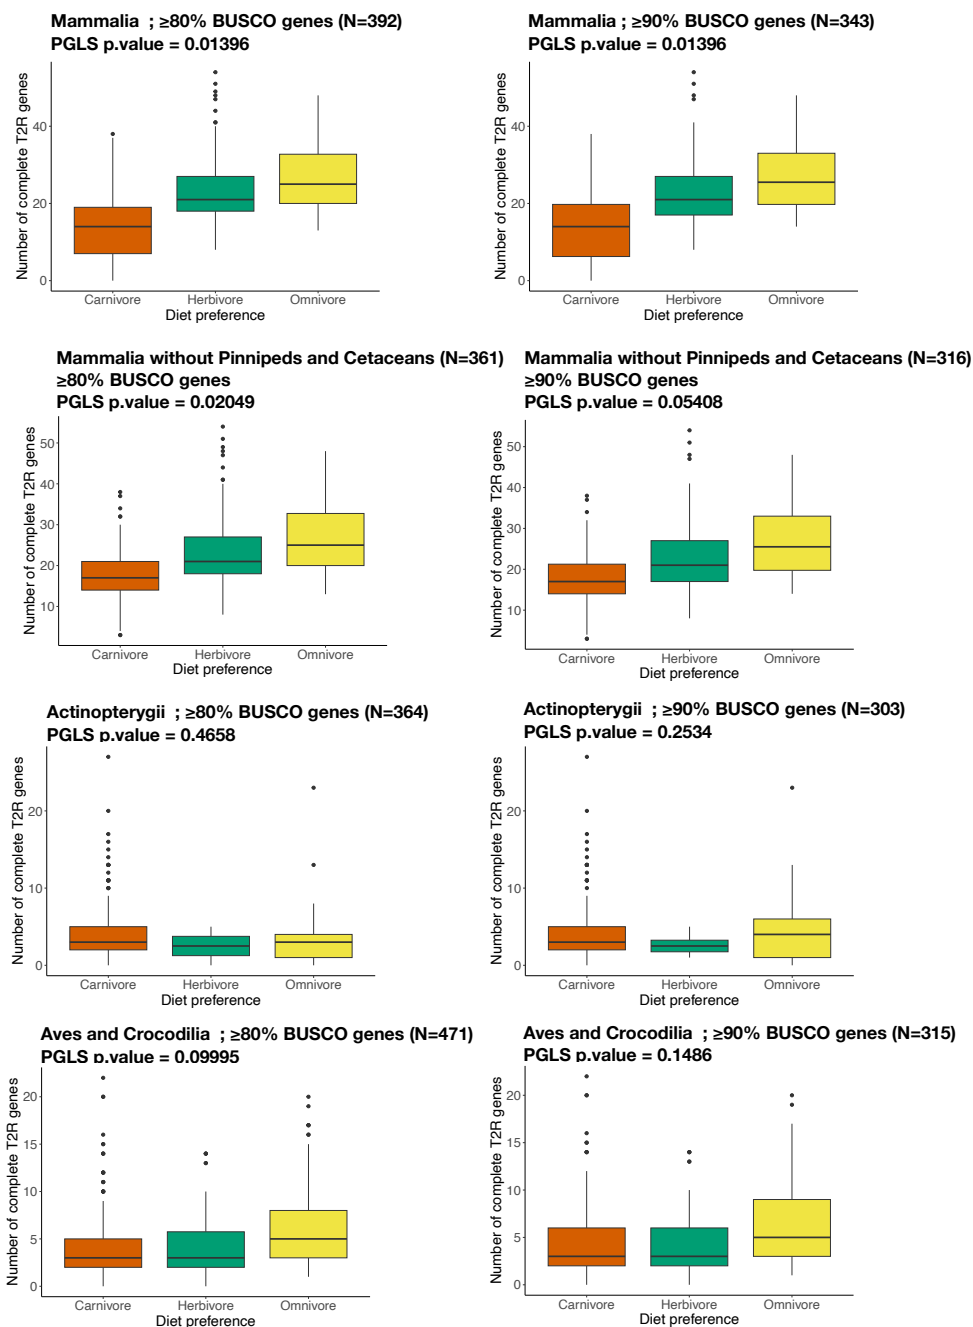 Mammalia ; ≥80% BUSCO genes (N=392)
PGLS p.value = 0.01396
Number of complete T2R genes
40
20
0
Carnivore Herbivore Omnivore
Diet preference
Mammalia ; ≥90% BUSCO genes (N=343)
PGLS p.value = 0.01396
Number of complete T2R genes
40
20
0
Carnivore Herbivore Omnivore
Diet preference
Mammalia without Pinnipeds and Cetaceans (N=361)
≥80% BUSCO genes
PGLS p.value = 0.02049
Number of complete T2R genes
50
40
30
20
10
Carnivore Herbivore Omnivore
Diet preference
Mammalia without Pinnipeds and Cetaceans (N=316)
≥90% BUSCO genes
PGLS p.value = 0.05408
Number of complete T2R genes
50
40
30
20
10
Carnivore Herbivore Omnivore
Diet preference
Actinopterygii ; ≥80% BUSCO genes (N=364)
PGLS p.value = 0.4658
Number of complete T2R genes
20
10
0
Carnivore Herbivore Omnivore
Diet preference
Actinopterygii ; ≥90% BUSCO genes (N=303)
PGLS p.value = 0.2534
Number of complete T2R genes
20
10
0
Carnivore Herbivore Omnivore
Diet preference
Aves and Crocodilia ; ≥80% BUSCO genes (N=471)
PGLS p.value = 0.09995
Number of complete T2R genes
20
15
10
5
0
Carnivore Herbivore Omnivore
Diet preference
Aves and Crocodilia ; ≥90% BUSCO genes (N=315)
PGLS p.value = 0.1486
Number of complete T2R genes
20
15
10
5
0
Carnivore Herbivore Omnivore
Diet preference